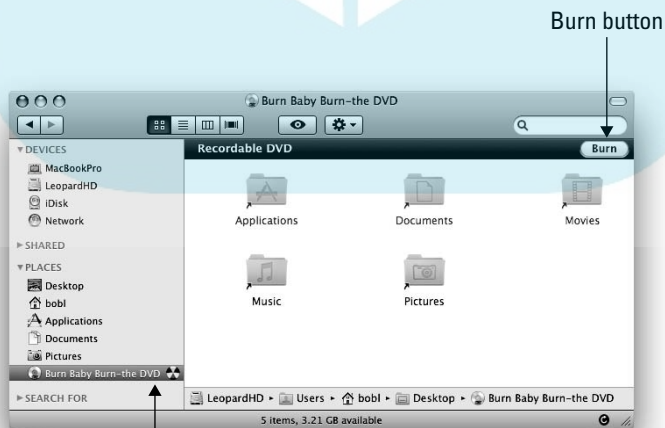 Burn button
Burn Baby Burn-the DVD
DEVICES
Recordable DVD
Burn
MacBookPro
LeopardHD
iDisk
Network
SHARED
PLACES
Desktop
bobl
Applications
Documents
Pictures
Burn Baby Burn-the DVD
SEARCH FOR
Applications
Documents
Movies
Music
Pictures
LeopardHD ▸ Users ▸ bobl ▸ Desktop ▸ Burn Baby Burn-the DVD
5 items, 3.21 GB available